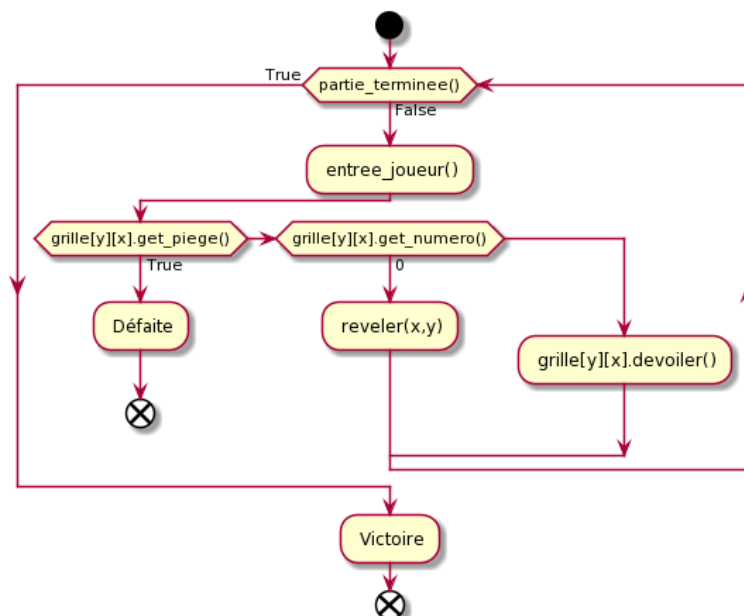 True
partie_terminee()
False
entree_joueur()
grille[y][x].get_piege()
grille[y][x].get_numero()
True
0
Défaite
reveler(x,y)
grille[y][x].devoiler()
Victoire